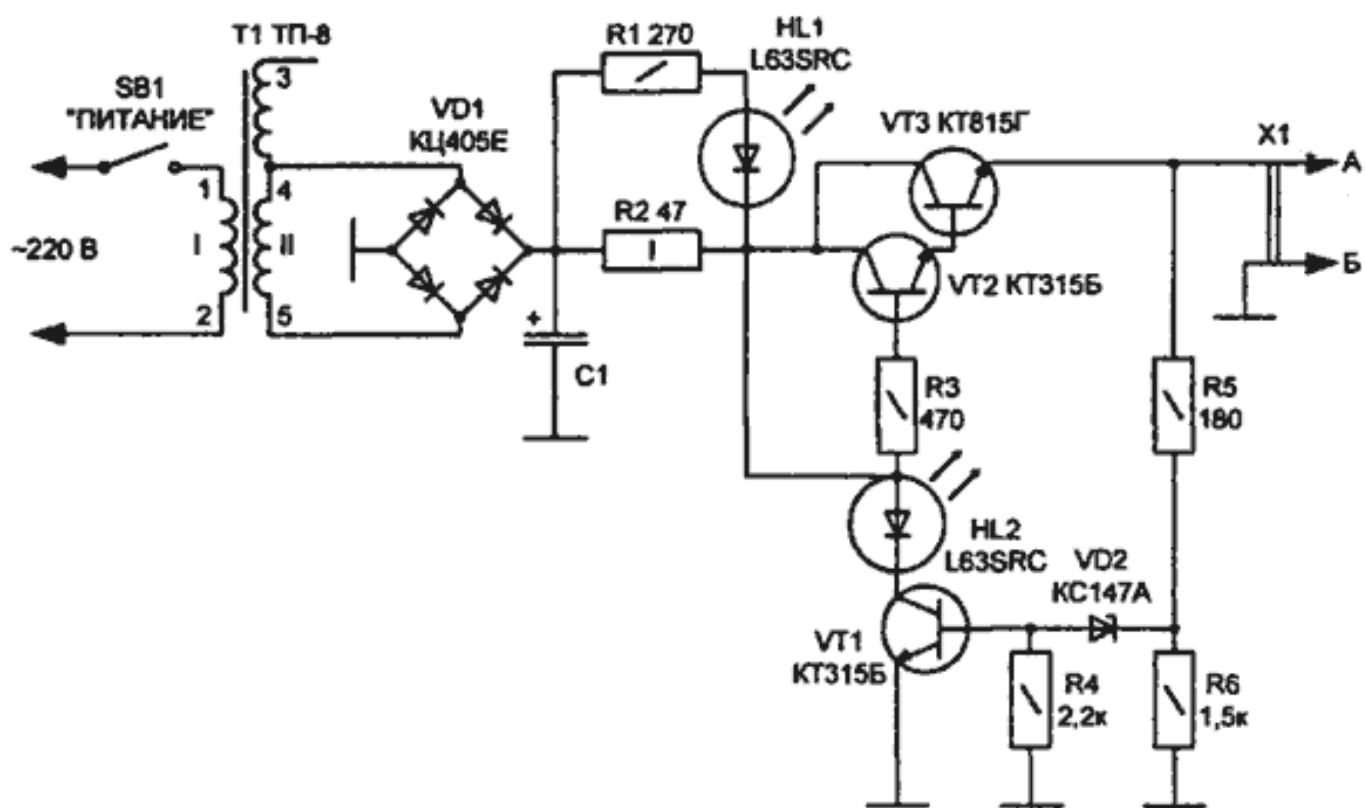 T1 ТП-8
3
SB1
"ПИТАНИЕ"
1
4
~220 В
I
II
2
5
VD1
КЦ405Е
R1 270
HL1
L63SRC
R2 47
+
C1
VT3 КТ815Г
VT2 КТ315Б
X1
А
Б
R3
470
R5
180
HL2
L63SRC
VD2
КС147А
VT1
КТ315Б
R4
2,2к
R6
1,5к